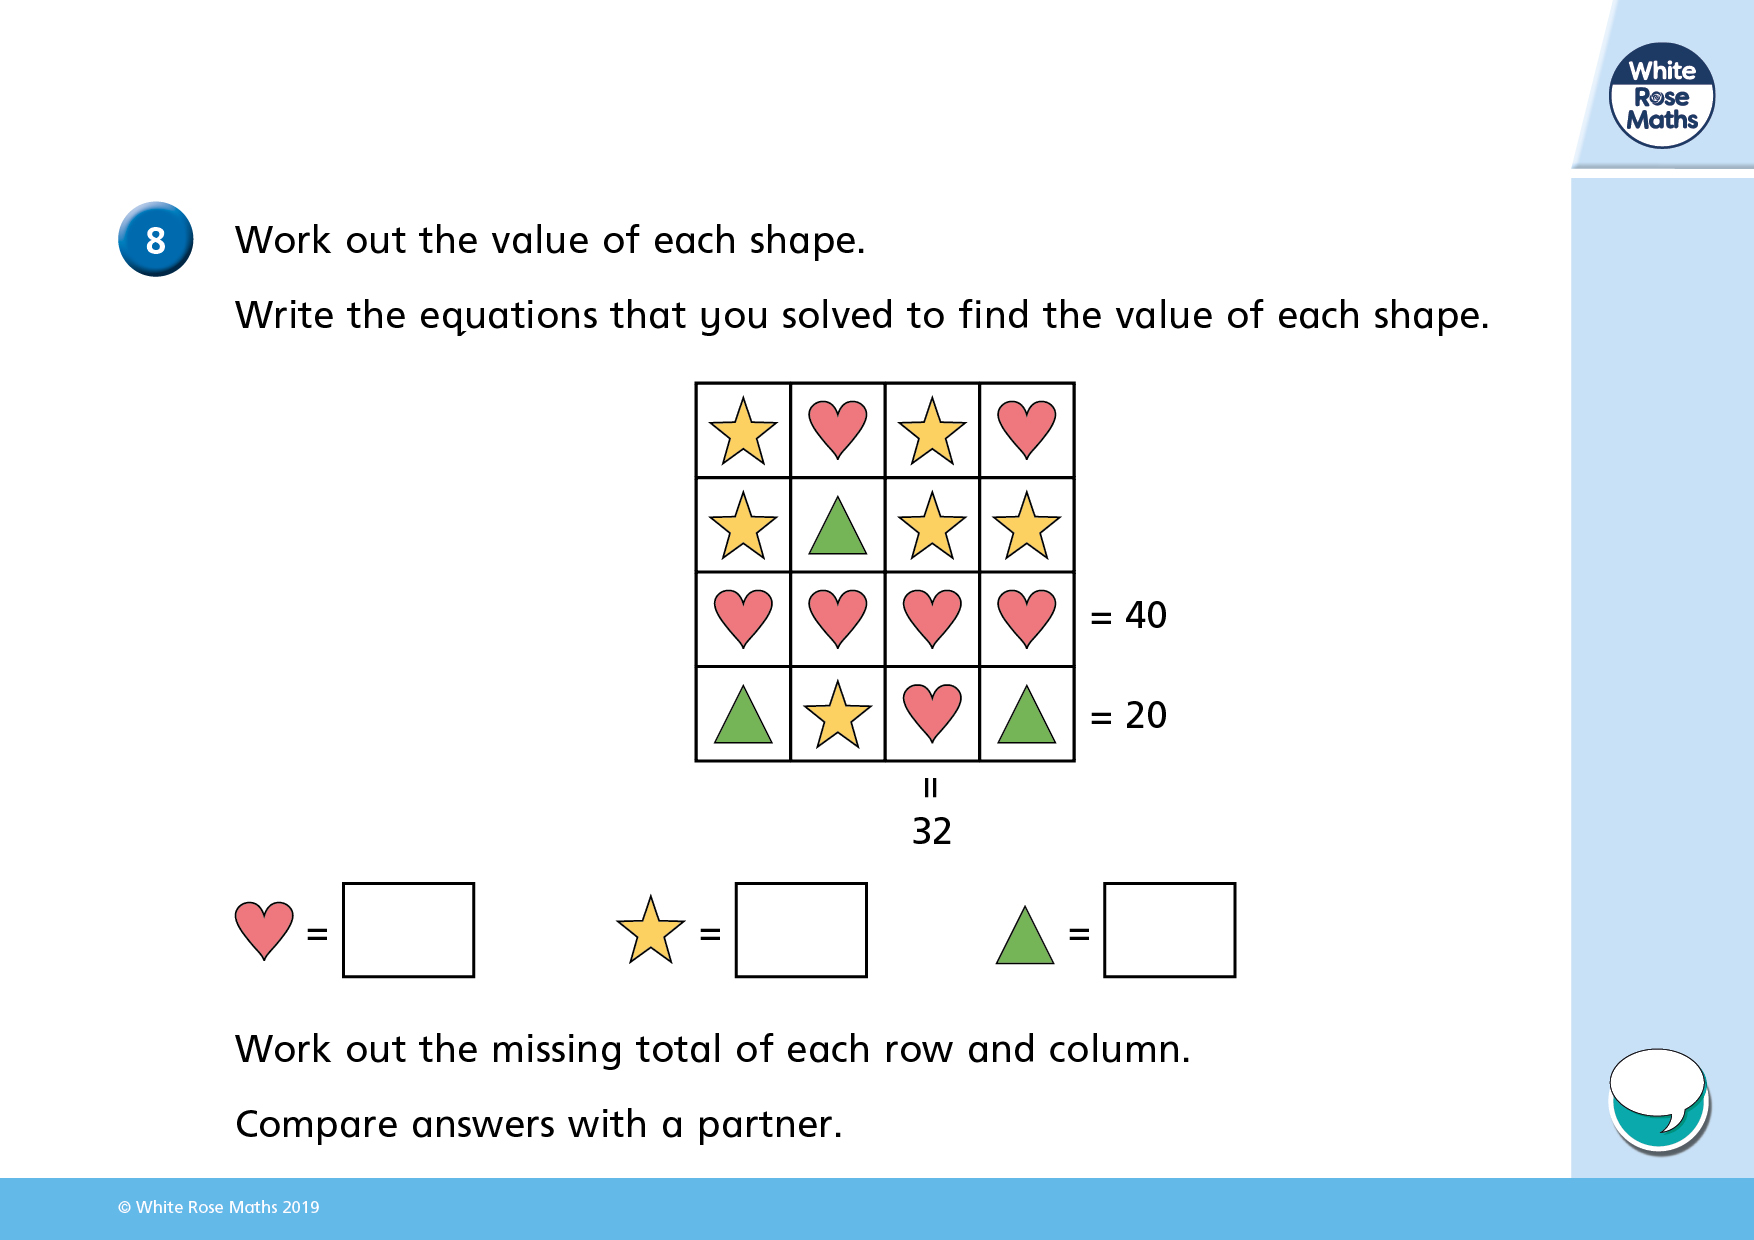 White
Rose
Maths
8
Work out the value of each shape.
Write the equations that you solved to find the value of each shape.
= 40
= 20
=
32
=
=
=
Work out the missing total of each row and column.
Compare answers with a partner.
© White Rose Maths 2019